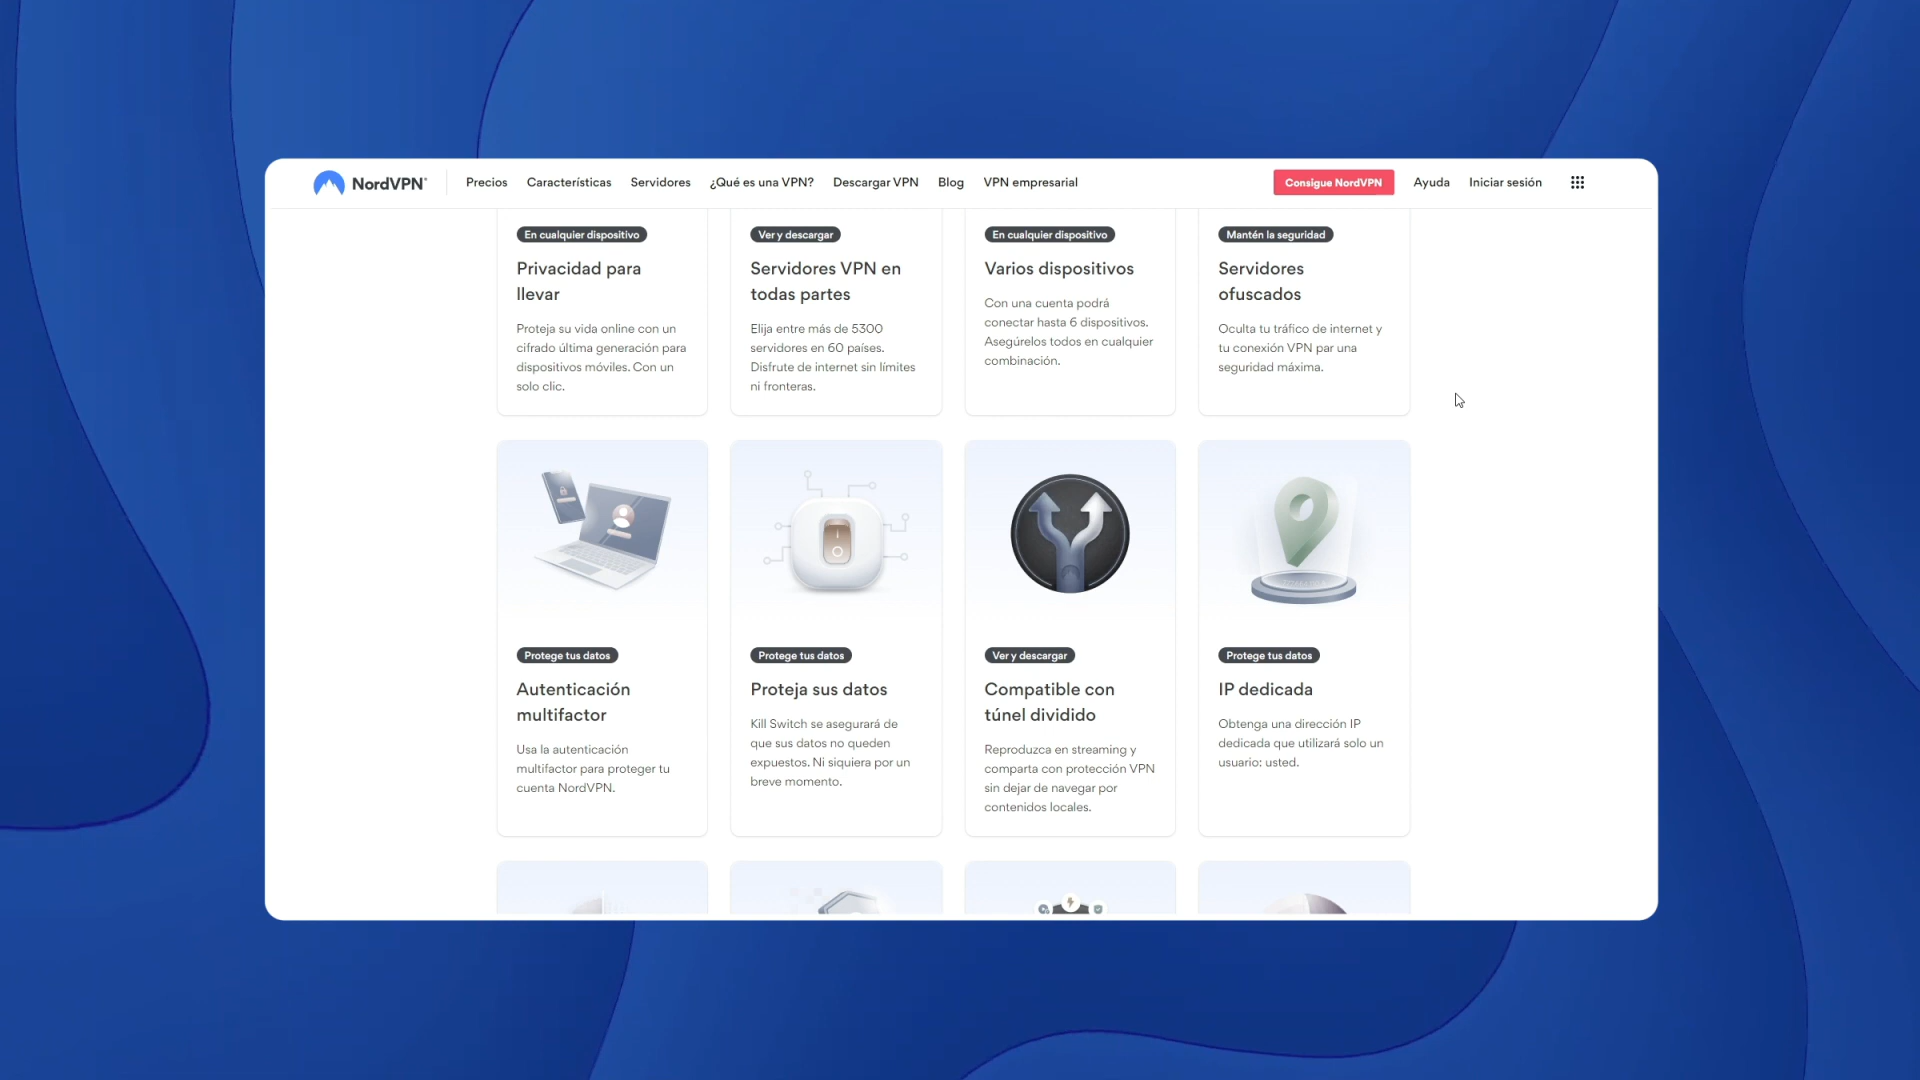 NordVPN®
Precios
Características
Servidores
¿Qué es una VPN?
Descargar VPN
Blog
VPN empresarial
Consigue NordVPN
Ayuda
Iniciar sesión
En cualquier dispositivo
Privacidad para
llevar
Proteja su vida online con un
cifrado última generación para
dispositivos móviles. Con un
solo clic.
Ver y descargar
Servidores VPN en
todas partes
Elija entre más de 5300
servidores en 60 países.
Disfrute de internet sin límites
ni fronteras.
En cualquier dispositivo
Varios dispositivos
Con una cuenta podrá
conectar hasta 6 dispositivos.
Asegúrelos todos en cualquier
combinación.
Mantén la seguridad
Servidores
ofuscados
Oculta tu tráfico de internet y
tu conexión VPN par una
seguridad máxima.
Protege tus datos
Autenticación
multifactor
Usa la autenticación
multifactor para proteger tu
cuenta NordVPN.
Protege tus datos
Proteja sus datos
Kill Switch se asegurará de
que sus datos no queden
expuestos. Ni siquiera por un
breve momento.
Ver y descargar
Compatible con
túnel dividido
Reproduzca en streaming y
comparta con protección VPN
sin dejar de navegar por
contenidos locales.
Protege tus datos
IP dedicada
Obtenga una dirección IP
dedicada que utilizará solo un
usuario: usted.